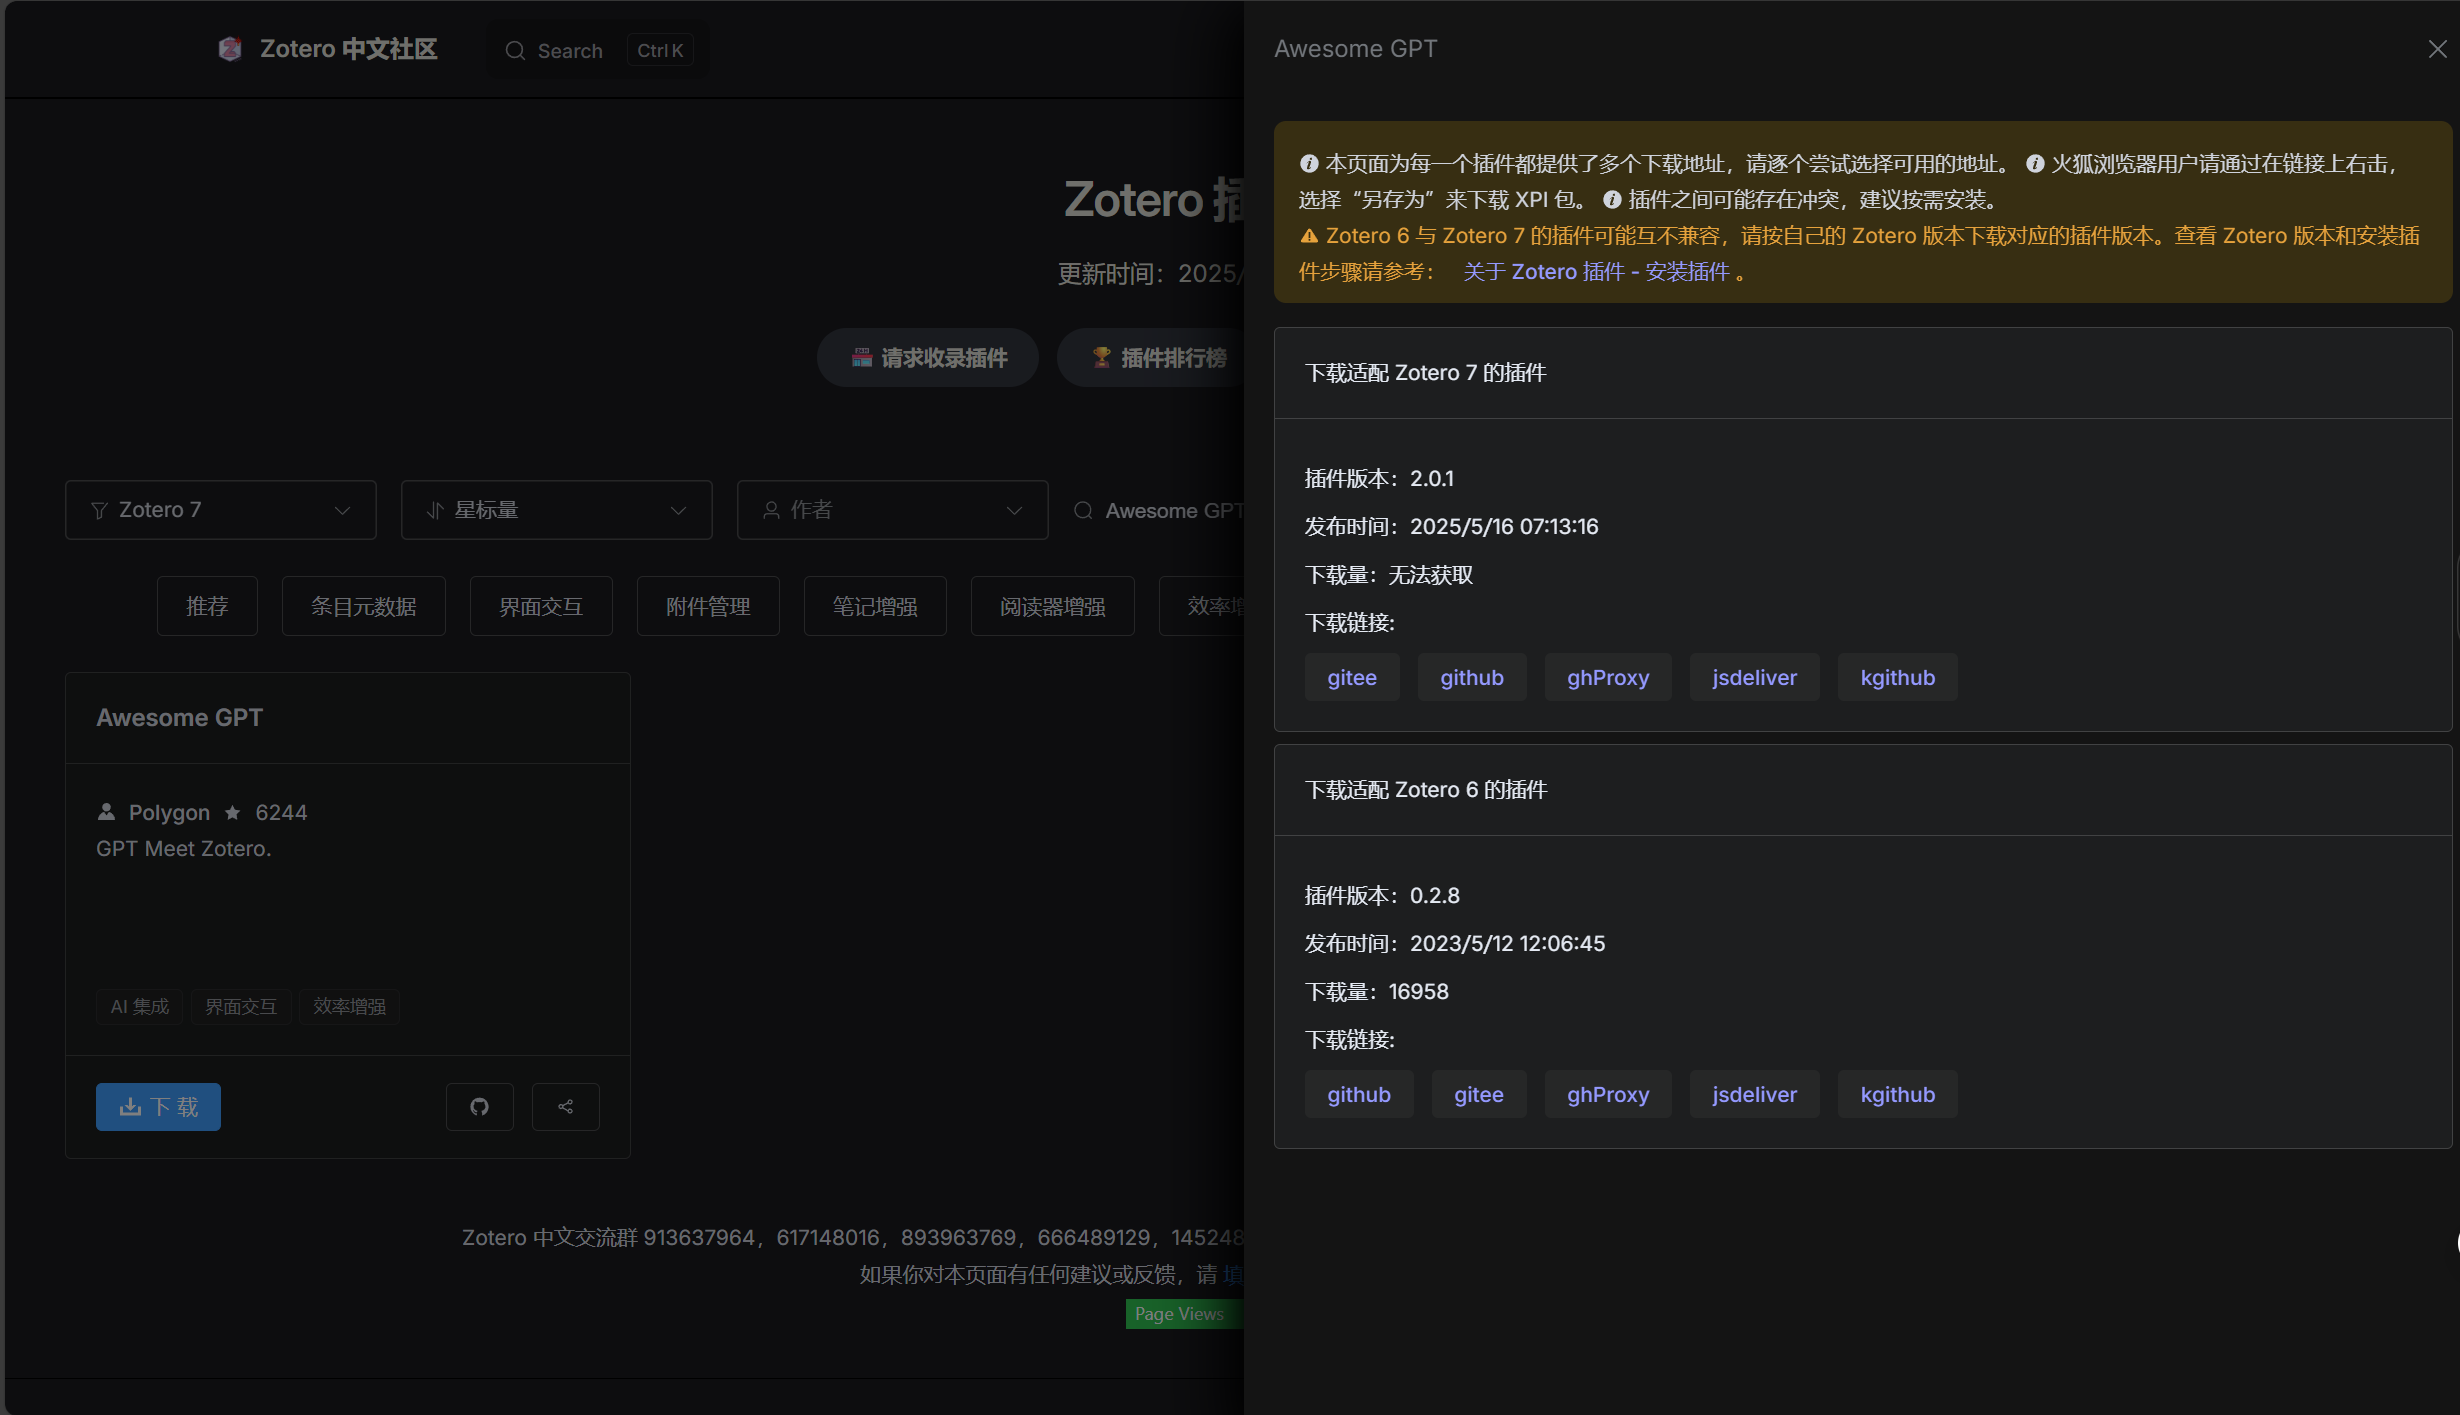 Zotero 中文社区
Search
Ctrl K
Zotero
更新时间：2025/
请求收录插件
插件排行榜
Zotero 7
星标量
作者
Awesome GPT
推荐
条目元数据
界面交互
附件管理
笔记增强
阅读器增强
效率增
Awesome GPT
Polygon ★ 6244
GPT Meet Zotero.
AI 集成
界面交互
效率增强
下载
Zotero 中文交流群 913637964，617148016，893963769，666489129，145248
如果你对本页面有任何建议或反馈，请 填
Page Views
Awesome GPT
本页面为每一个插件都提供了多个下载地址，请逐个尝试选择可用的地址。 火狐浏览器用户请通过在链接上右击，
选择“另存为”来下载 XPI 包。 插件之间可能存在冲突，建议按需安装。
Zotero 6 与 Zotero 7 的插件可能互不兼容，请按自己的 Zotero 版本下载对应的插件版本。查看 Zotero 版本和安装插
件步骤请参考： 关于 Zotero 插件 - 安装插件 。
下载适配 Zotero 7 的插件
插件版本：2.0.1
发布时间：2025/5/16 07:13:16
下载量：无法获取
下载链接:
gitee
github
ghProxy
jsdeliver
kgithub
下载适配 Zotero 6 的插件
插件版本：0.2.8
发布时间：2023/5/12 12:06:45
下载量：16958
下载链接:
github
gitee
ghProxy
jsdeliver
kgithub